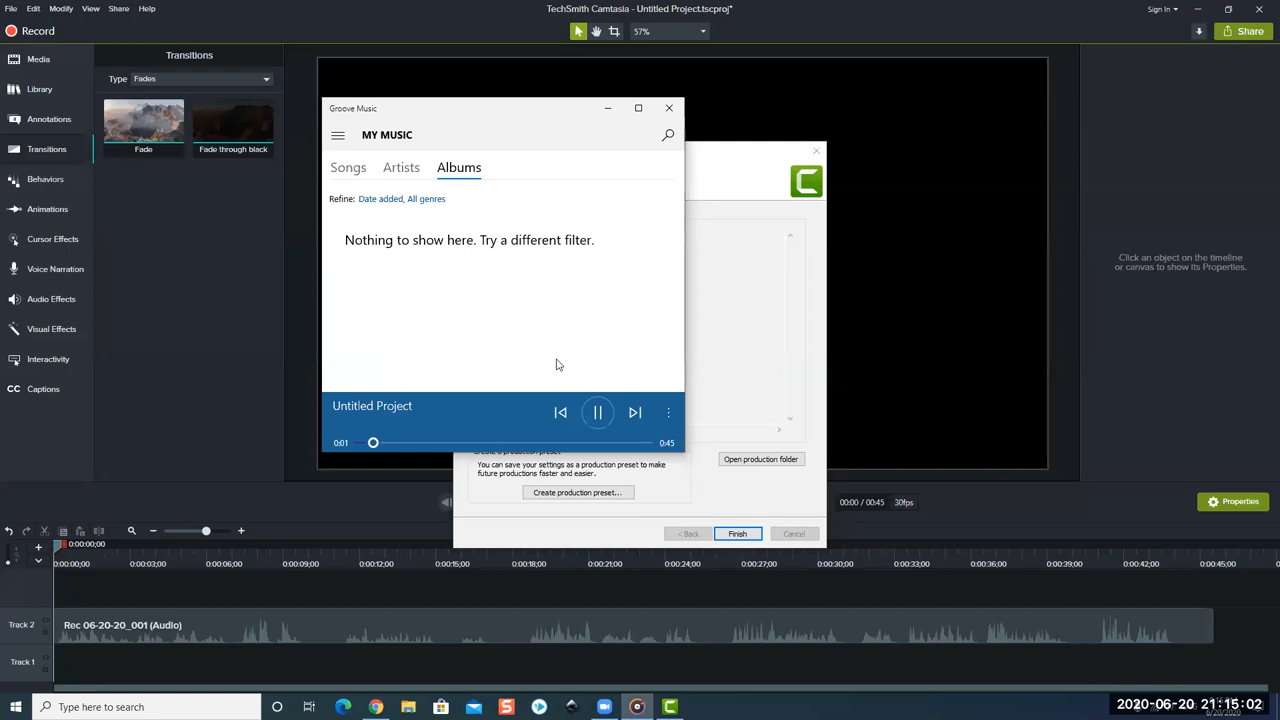 File Edit Modify View Share Help
TechSmith Camtasia - Untitled Project.tscproj*
Sign In
Record
57%
Share
Media
Library
Annotations
Transitions
Behaviors
Animations
Cursor Effects
Voice Narration
Audio Effects
Visual Effects
Interactivity
CC Captions
Transitions
Type Fades
Fade
Fade through black
Groove Music
MY MUSIC
Songs Artists Albums
Refine: Date added, All genres
Nothing to show here. Try a different filter.
Untitled Project
0:01 0:45
You can save your settings as a production preset to make
future productions faster and easier.
Create production preset...
Open production folder
< Back Finish Cancel
Click an object on the timeline
or canvas to show its Properties.
00:00 / 00:45 30fps
Properties
0:00:00;00
0:00:00;00 0:00:03;00 0:00:06;00 0:00:09;00 0:00:12;00 0:00:15;00 0:00:18;00 0:00:21;00 0:00:24;00 0:00:27;00 0:00:30;00 0:00:33;00 0:00:36;00 0:00:39;00 0:00:42;00 0:00:45;00
Track 2
Rec 06-20-20_001 (Audio)
Track 1
Type here to search
2020-06-20 21:15:02